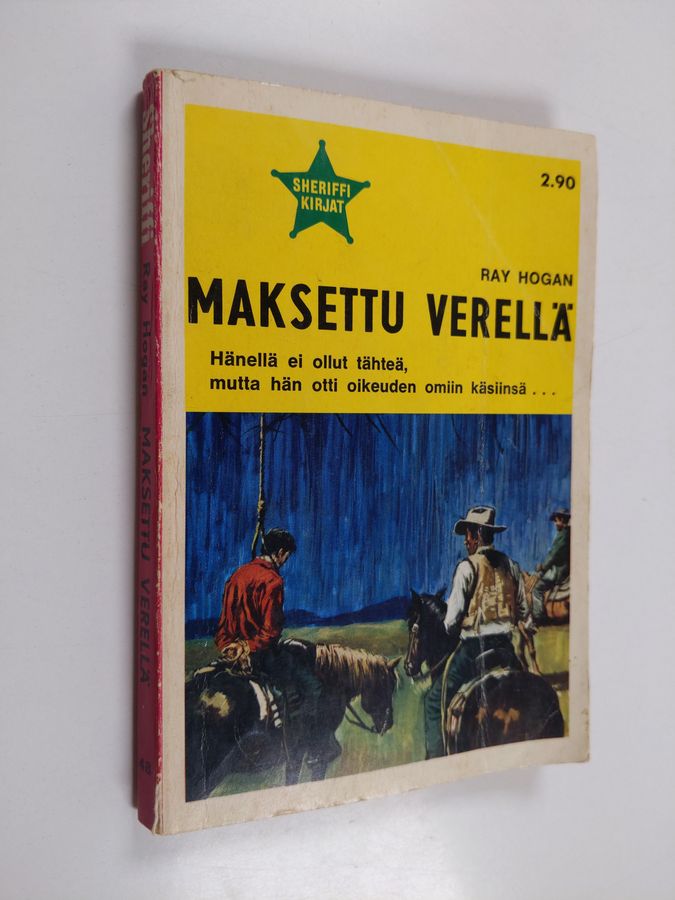 SHERIFFI
KIRJAT
2.90
RAY HOGAN
MAKSETTU VERELLÄ
Hänellä ei ollut tähteä,
mutta hän otti oikeuden omiin käsiinsä . . .
Sheriffi Ray Hogan MAKSETTU VERELLÄ 48